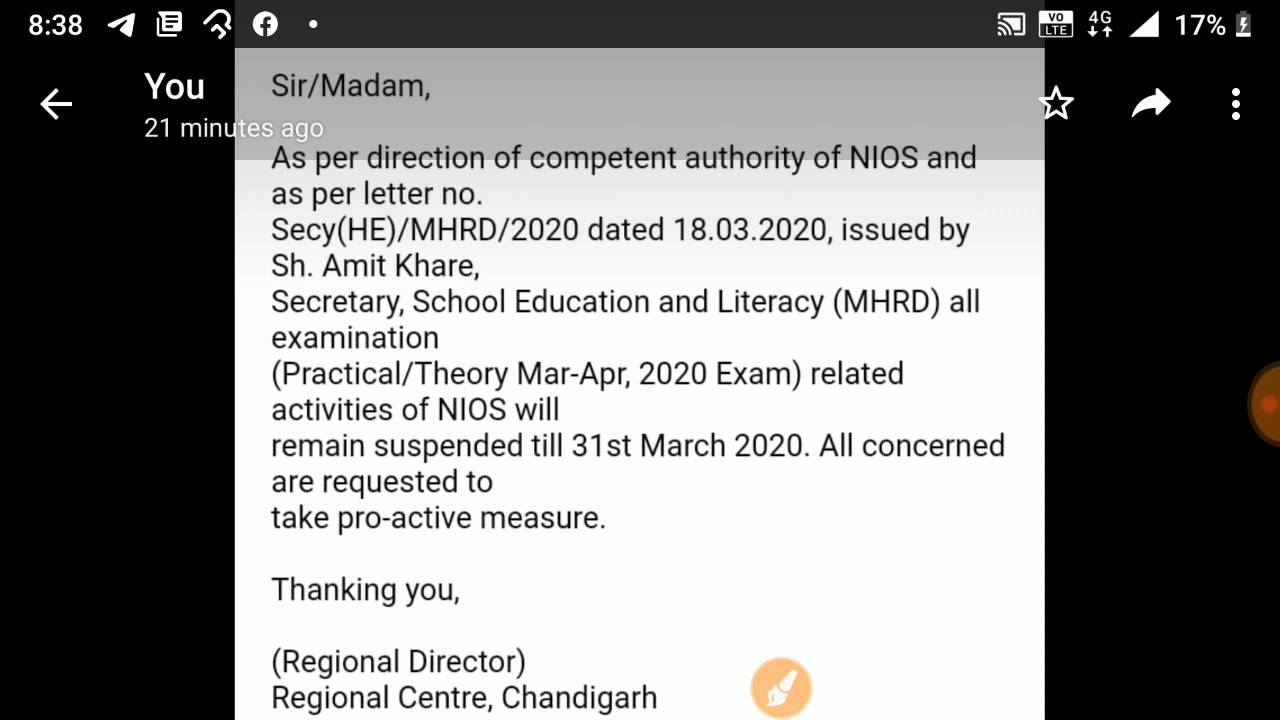 8:38
VO
LTE
4G
17%
You
21 minutes ago
Sir/Madam,
As per direction of competent authority of NIOS and
as per letter no.
Secy(HE)/MHRD/2020 dated 18.03.2020, issued by
Sh. Amit Khare,
Secretary, School Education and Literacy (MHRD) all
examination
(Practical/Theory Mar-Apr, 2020 Exam) related
activities of NIOS will
remain suspended till 31st March 2020. All concerned
are requested to
take pro-active measure.
Thanking you,
(Regional Director)
Regional Centre, Chandigarh